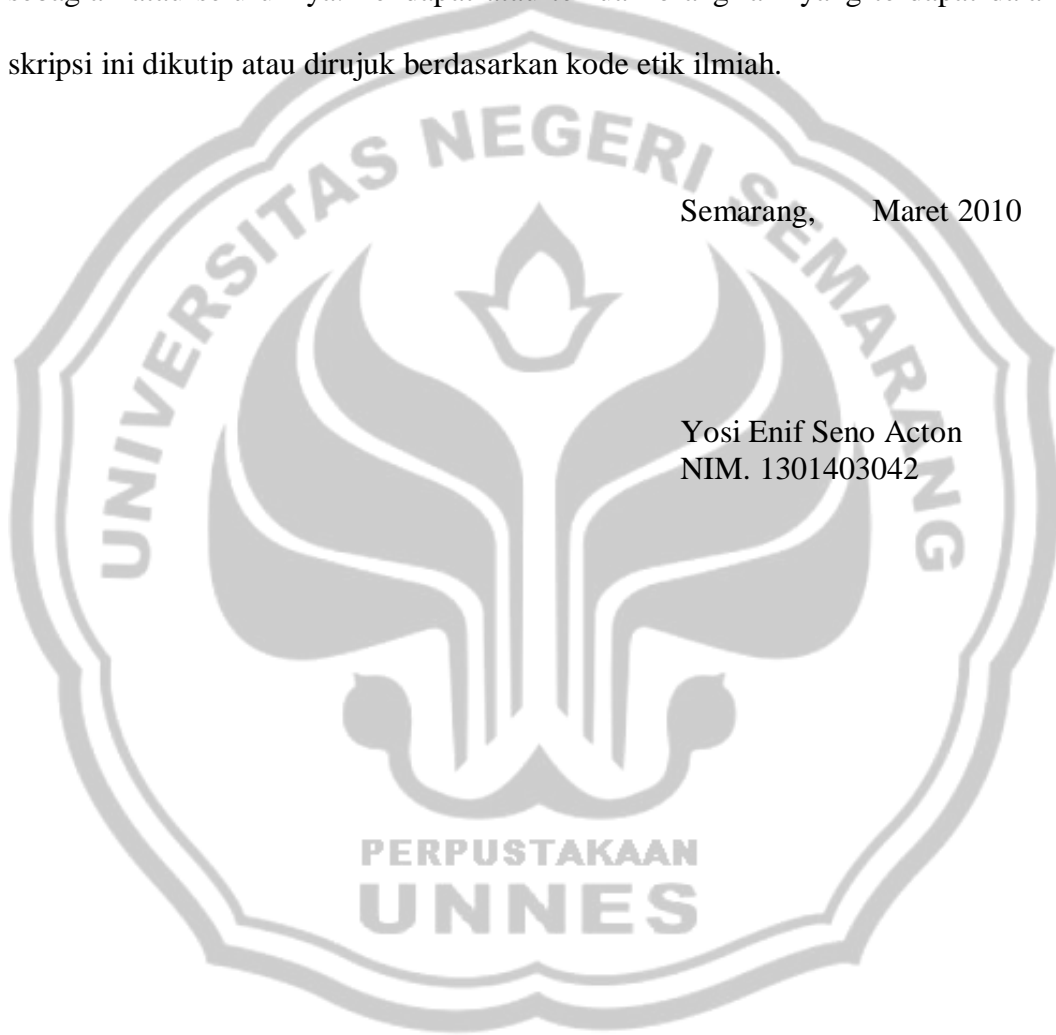 skripsi ini dikutip atau dirujuk berdasarkan kode etik ilmiah.
UNIVERSITAS NEGERI SEMARANG
Semarang, Maret 2010
Yosi Enif Seno Acton
NIM. 1301403042
PERPUSTAKAAN
UNNES